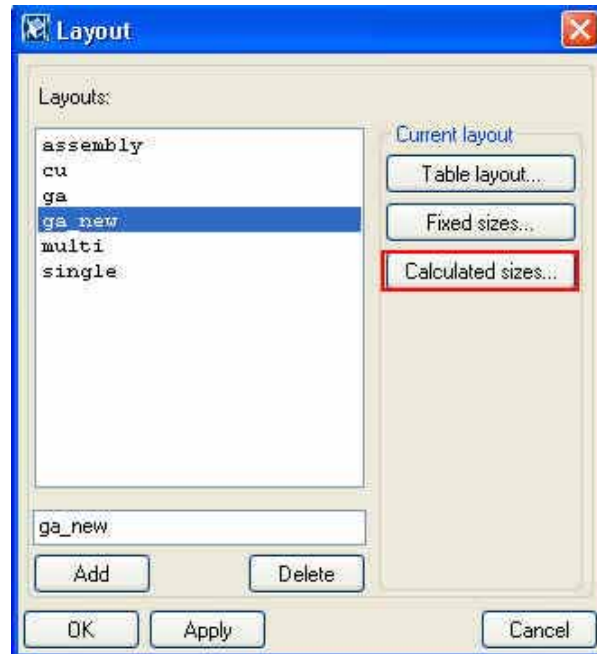 Layout
Layouts:
assembly
cu
ga
ga_new
multi
single
ga_new
Add
Delete
Current layout
Table layout...
Fixed sizes...
Calculated sizes...
OK
Apply
Cancel